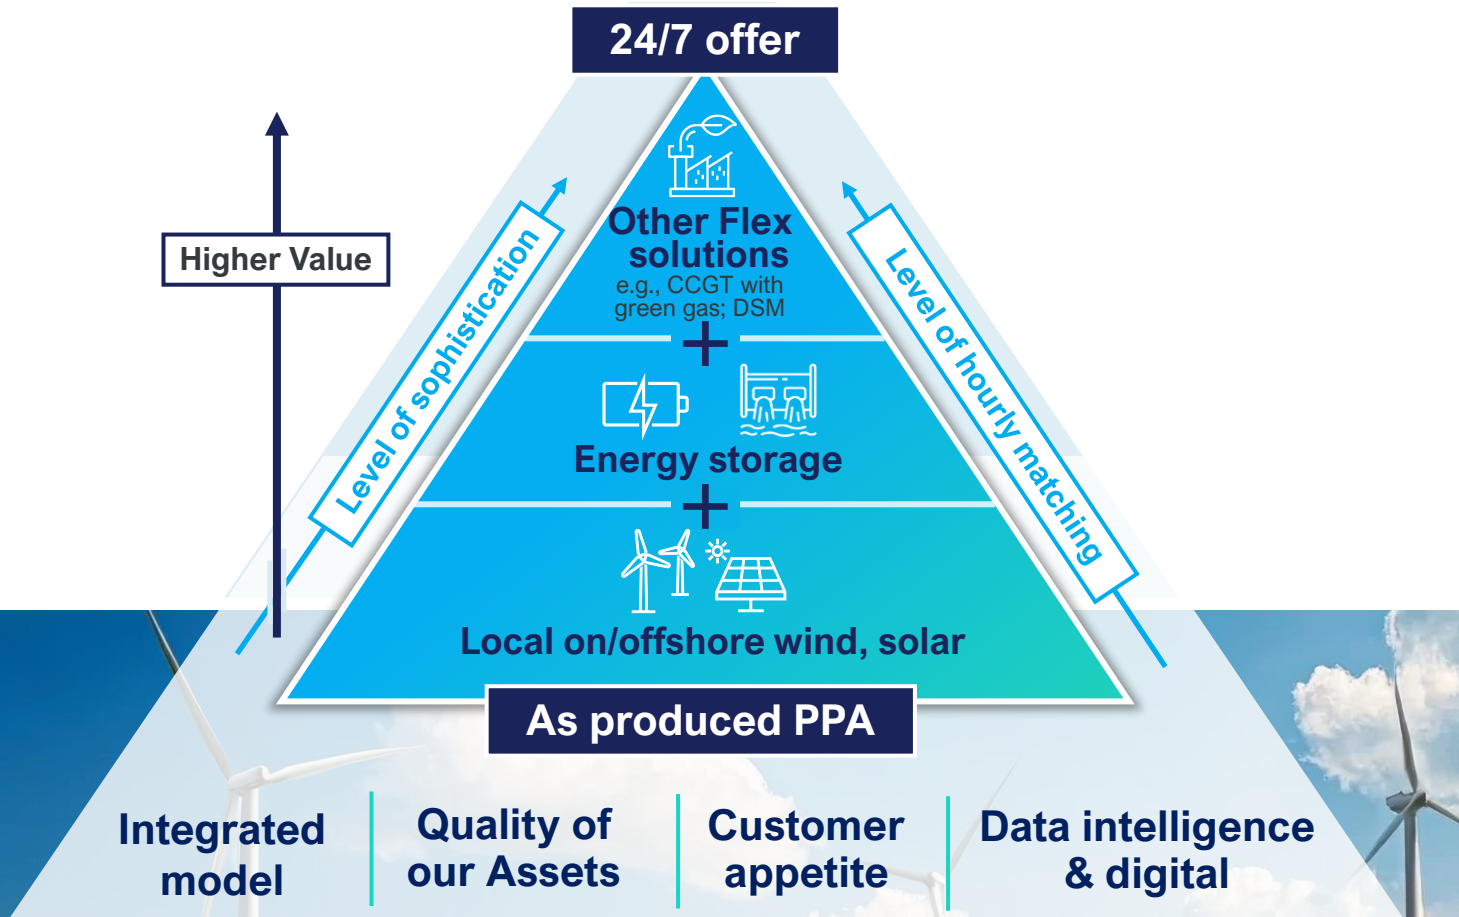 24/7 offer
Higher Value
Level of sophistication
Level of hourly matching
Other Flex
solutions
e.g., CCGT with
green gas; DSM
+
Energy storage
+
Local on/offshore wind, solar
As produced PPA
Integrated
model
Quality of
our Assets
Customer
appetite
Data intelligence
& digital